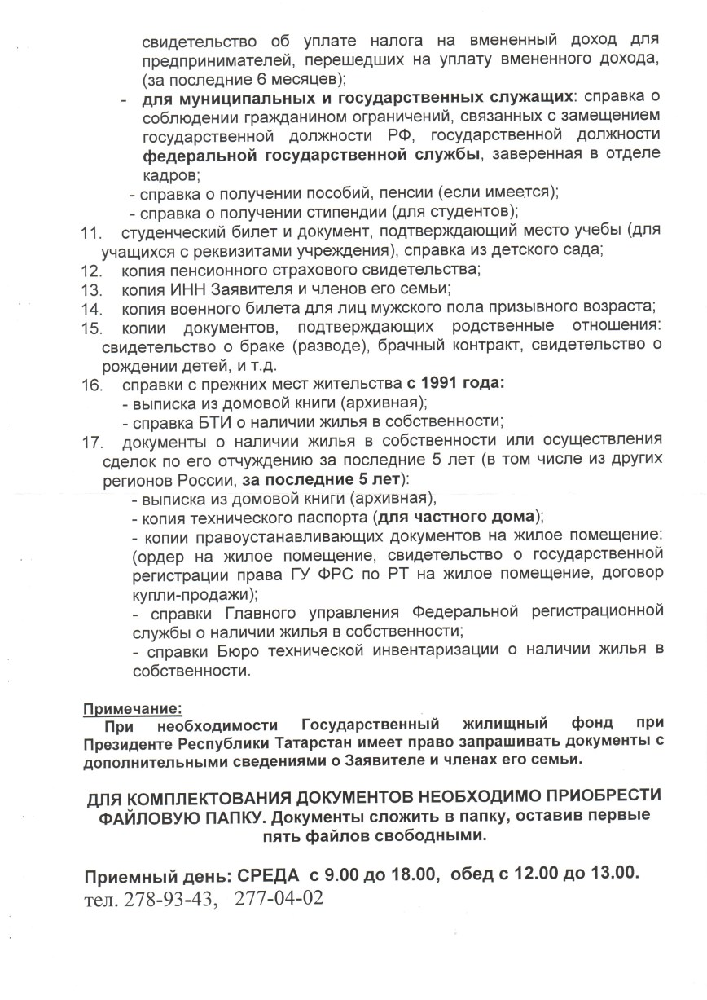 свидетельство об уплате налога на вмененный доход для
предпринимателей, перешедших на уплату вмененного дохода,
(за последние 6 месяцев);
- для муниципальных и государственных служащих: справка о
соблюдении гражданином ограничений, связанных с замещением
государственной должности РФ, государственной должности
федеральной государственной службы, заверенная в отделе
кадров;
- справка о получении пособий, пенсии (если имеется);
- справка о получении стипендии (для студентов);
11. студенческий билет и документ, подтверждающий место учебы (для
учащихся с реквизитами учреждения), справка из детского сада;
12. копия пенсионного страхового свидетельства;
13. копия ИНН Заявителя и членов его семьи;
14. копия военного билета для лиц мужского пола призывного возраста;
15. копии документов, подтверждающих родственные отношения:
свидетельство о браке (разводе), брачный контракт, свидетельство о
рождении детей, и т.д.
16. справки с прежних мест жительства с 1991 года:
- выписка из домовой книги (архивная);
- справка БТИ о наличии жилья в собственности;
17. документы о наличии жилья в собственности или осуществления
сделок по его отчуждению за последние 5 лет (в том числе из других
регионов России, за последние 5 лет):
- выписка из домовой книги (архивная),
- копия технического паспорта (для частного дома);
- копии правоустанавливающих документов на жилое помещение:
(ордер на жилое помещение, свидетельство о государственной
регистрации права ГУ ФРС по РТ на жилое помещение, договор
купли-продажи);
- справки Главного управления Федеральной регистрационной
службы о наличии жилья в собственности;
- справки Бюро технической инвентаризации о наличии жилья в
собственности.
Примечание:
При необходимости Государственный жилищный фонд при
Президенте Республики Татарстан имеет право запрашивать документы с
дополнительными сведениями о Заявителе и членах его семьи.
ДЛЯ КОМПЛЕКТОВАНИЯ ДОКУМЕНТОВ НЕОБХОДИМО ПРИОБРЕСТИ
ФАЙЛОВУЮ ПАПКУ. Документы сложить в папку, оставив первые
пять файлов свободными.
Приемный день: СРЕДА с 9.00 до 18.00, обед с 12.00 до 13.00.
тел. 278-93-43, 277-04-02